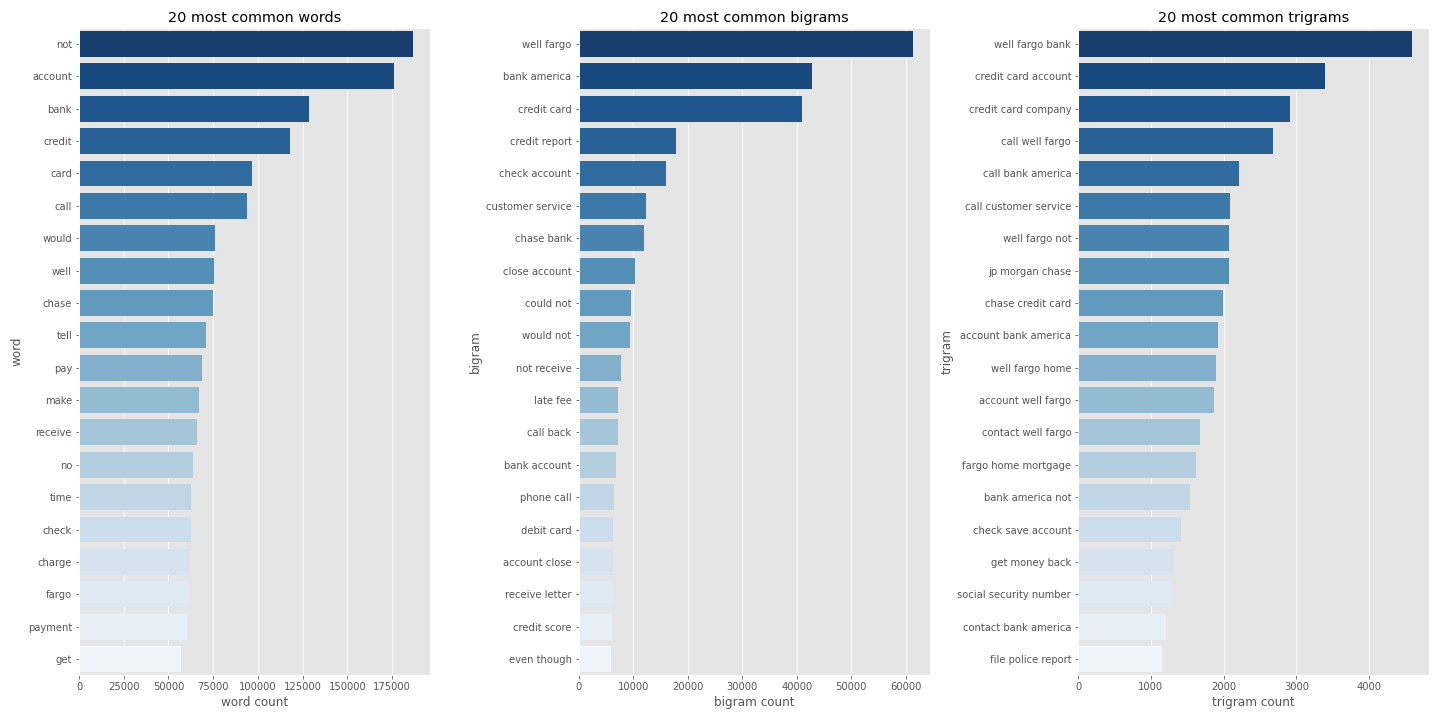 20 most common words
not
account
bank
credit
card
call
would
well
chase
tell
pay
make
receive
no
time
check
charge
fargo
payment
get
word
0 25000 50000 75000 100000 125000 150000 175000
word count
20 most common bigrams
well fargo
bank america
credit card
credit report
check account
customer service
chase bank
close account
could not
would not
not receive
late fee
call back
bank account
phone call
debit card
account close
receive letter
credit score
even though
bigram
0 10000 20000 30000 40000 50000 60000
bigram count
20 most common trigrams
well fargo bank
credit card account
credit card company
call well fargo
call bank america
call customer service
well fargo not
jp morgan chase
chase credit card
account bank america
well fargo home
account well fargo
contact well fargo
fargo home mortgage
bank america not
check save account
get money back
social security number
contact bank america
file police report
trigram
0 1000 2000 3000 4000
trigram count